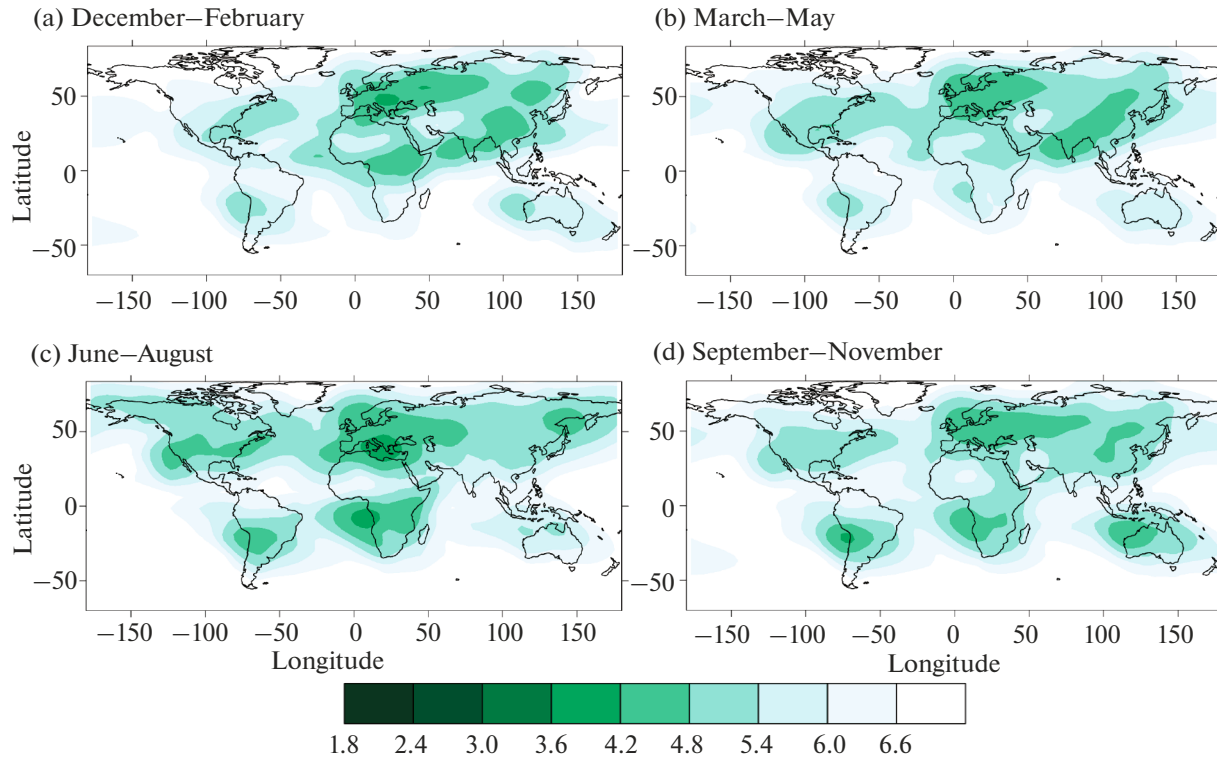 (a) December–February
(b) March–May
50
0
−50
Latitude
−150 −100 −50 0 50 100 150
50
0
−50
Latitude
−150 −100 −50 0 50 100 150
(c) June–August
(d) September–November
50
0
−50
Latitude
−150 −100 −50 0 50 100 150
Longitude
50
0
−50
−150 −100 −50 0 50 100 150
Longitude
1.8 2.4 3.0 3.6 4.2 4.8 5.4 6.0 6.6